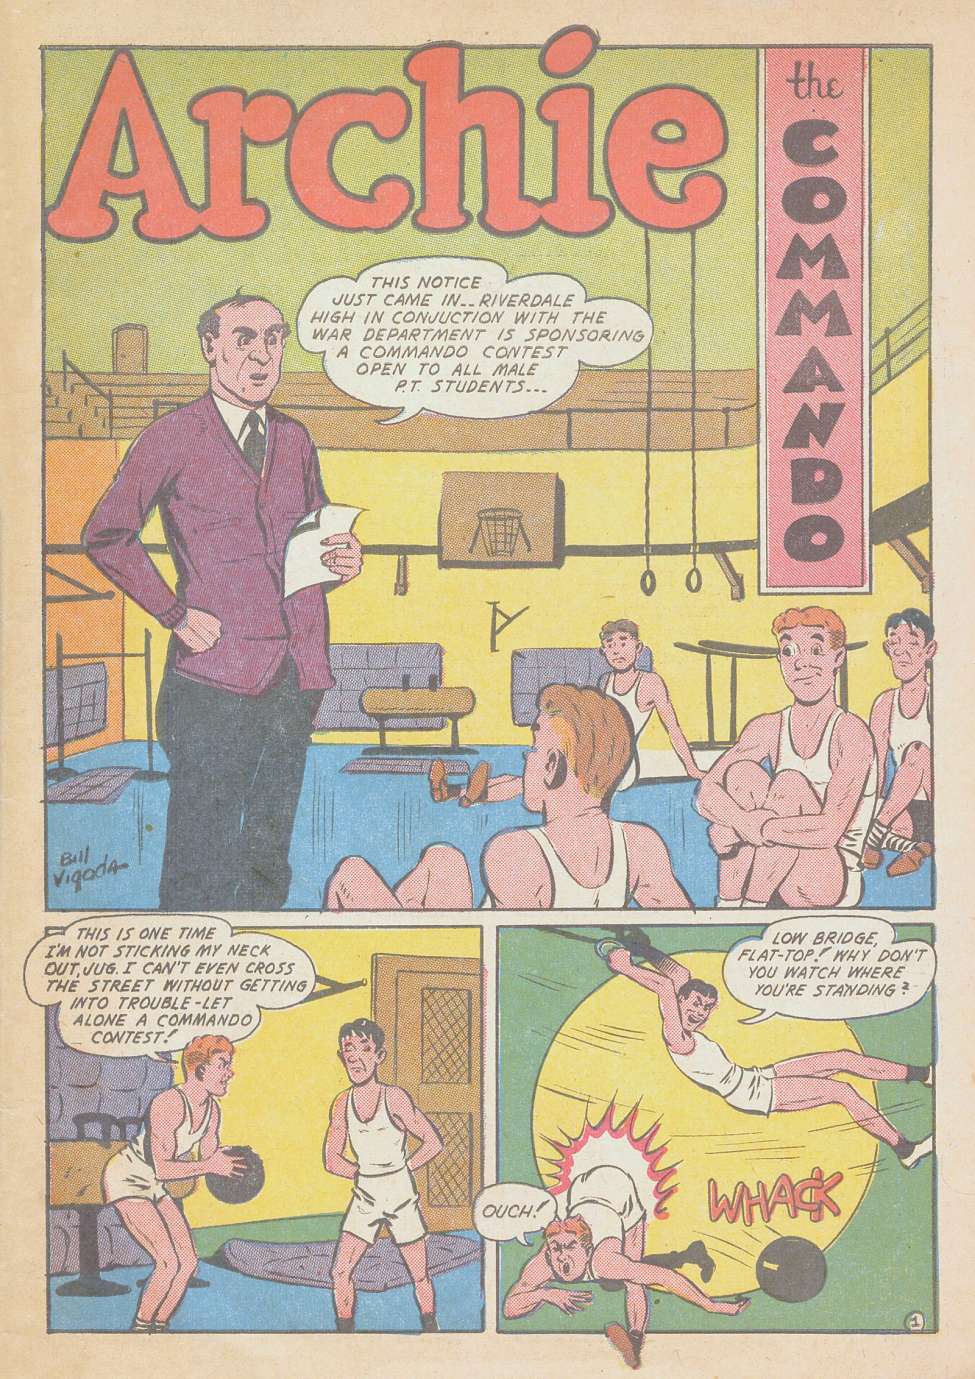 Archie
the
COMMANDO
THIS NOTICE
JUST CAME IN.. RIVERDALE
HIGH IN CONJUCTION WITH THE
WAR DEPARTMENT IS SPONSORING
A COMMANDO CONTEST
OPEN TO ALL MALE
P.T. STUDENTS...
Bill
Vigoda
THIS IS ONE TIME
I'M NOT STICKING MY NECK
OUT, JUG. I CAN'T EVEN CROSS
THE STREET WITHOUT GETTING
INTO TROUBLE - LET
ALONE A COMMANDO
CONTEST!
LOW BRIDGE,
FLAT-TOP! WHY DON'T
YOU WATCH WHERE
YOU'RE STANDING?
WHACK
OUCH!
1